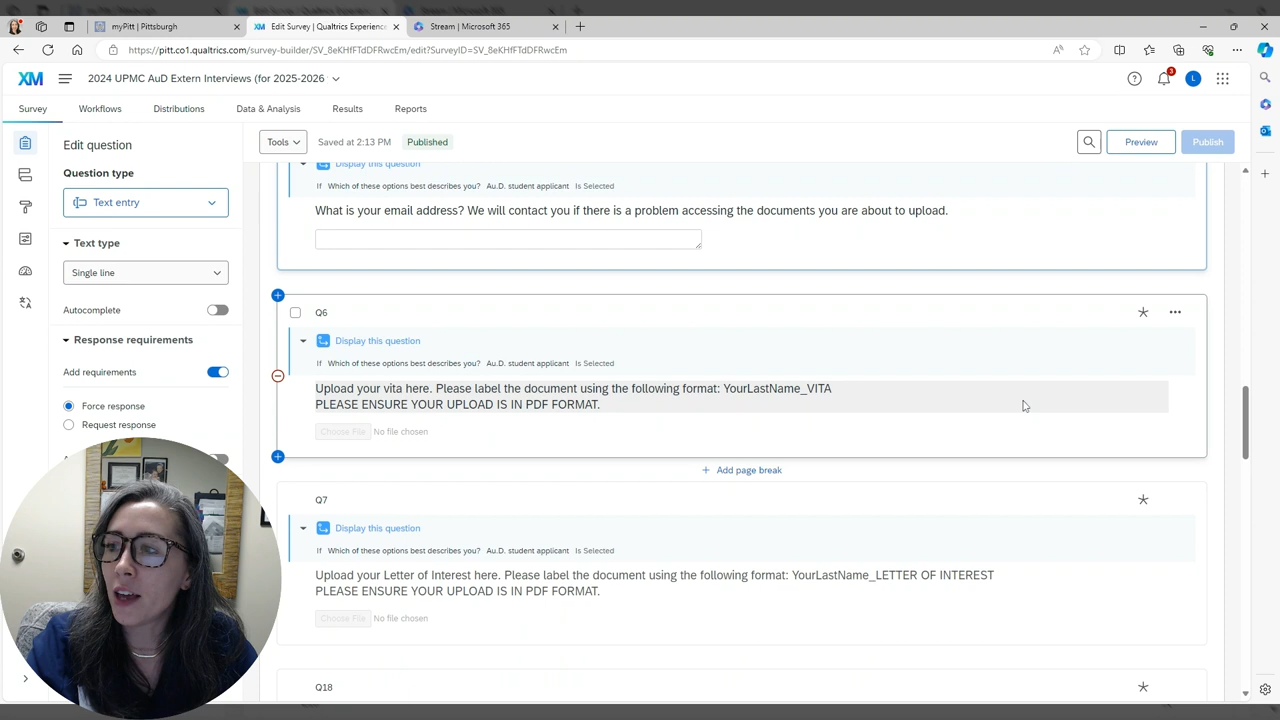 myPitt | Pittsburgh
Edit Survey | Qualtrics Experience
Stream | Microsoft 365
https://pitt.co1.qualtrics.com/survey-builder/SV_8eKHfFTdDFRwcEm/edit?SurveyID=SV_8eKHfFTdDFRwcEm
XM
2024 UPMC AuD Extern Interviews (for 2025-2026
3
L
Survey
Workflows
Distributions
Data & Analysis
Results
Reports
Edit question
Question type
Text entry
Text type
Single line
Autocomplete
Response requirements
Add requirements
Force response
Request response
Tools
Saved at 2:13 PM
Published
Preview
Publish
Display this question
If Which of these options best describes you? Au.D. student applicant Is Selected
What is your email address? We will contact you if there is a problem accessing the documents you are about to upload.
Q6
Display this question
If Which of these options best describes you? Au.D. student applicant Is Selected
Upload your vita here. Please label the document using the following format: YourLastName_VITA
PLEASE ENSURE YOUR UPLOAD IS IN PDF FORMAT.
Choose File No file chosen
Add page break
Q7
Display this question
If Which of these options best describes you? Au.D. student applicant Is Selected
Upload your Letter of Interest here. Please label the document using the following format: YourLastName_LETTER OF INTEREST
PLEASE ENSURE YOUR UPLOAD IS IN PDF FORMAT.
Choose File No file chosen
Q18